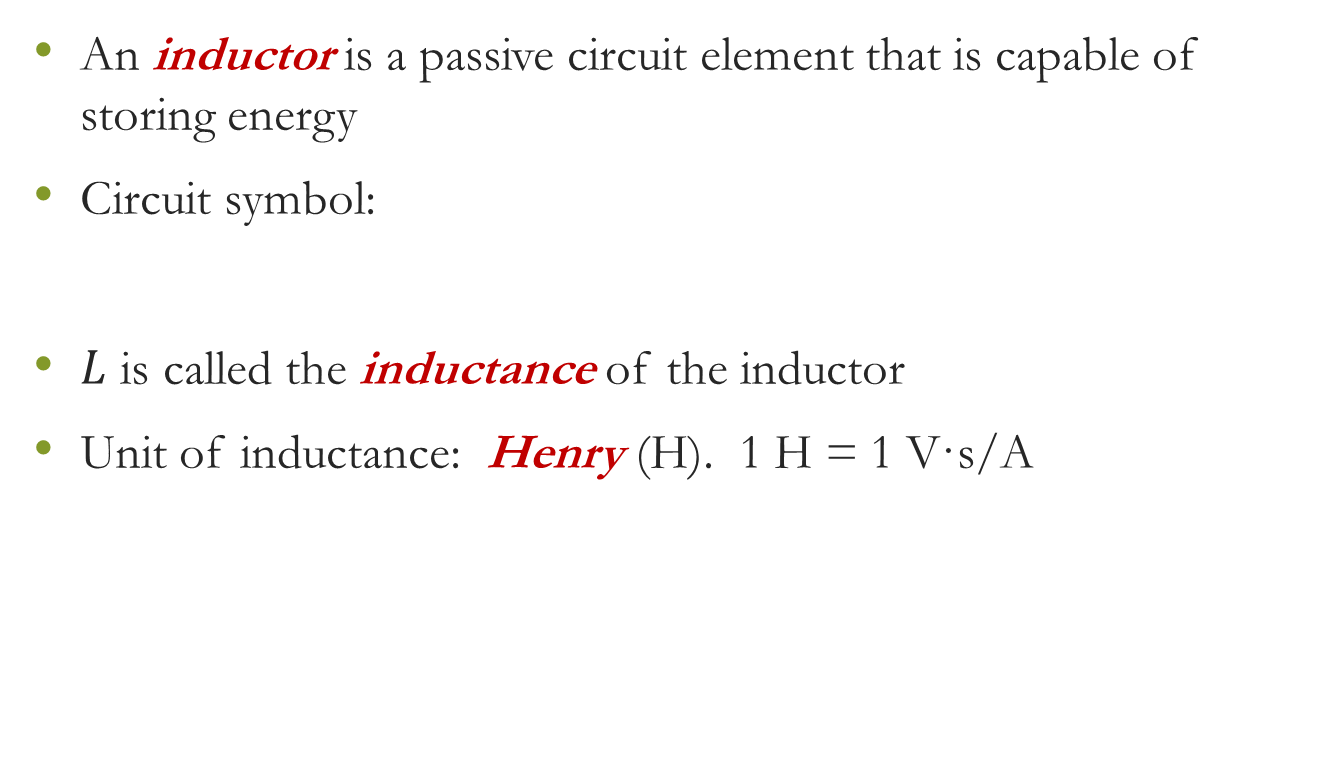 • An inductor is a passive circuit element that is capable of
storing energy
• Circuit symbol:
• L is called the inductance of the inductor
• Unit of inductance: Henry (H). 1 H = 1 V·s/A